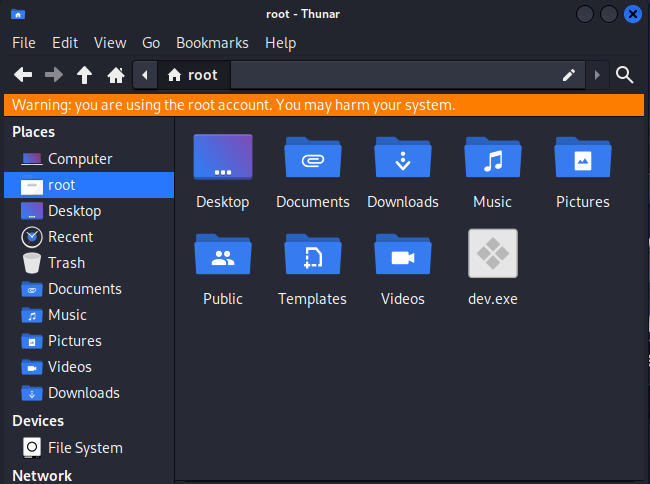 root - Thunar
File Edit View Go Bookmarks Help
root
Warning: you are using the root account. You may harm your system.
Places
Computer
root
Desktop
Recent
Trash
Documents
Music
Pictures
Videos
Downloads
Devices
File System
Network
Desktop Documents Downloads Music Pictures
Public Templates Videos dev.exe